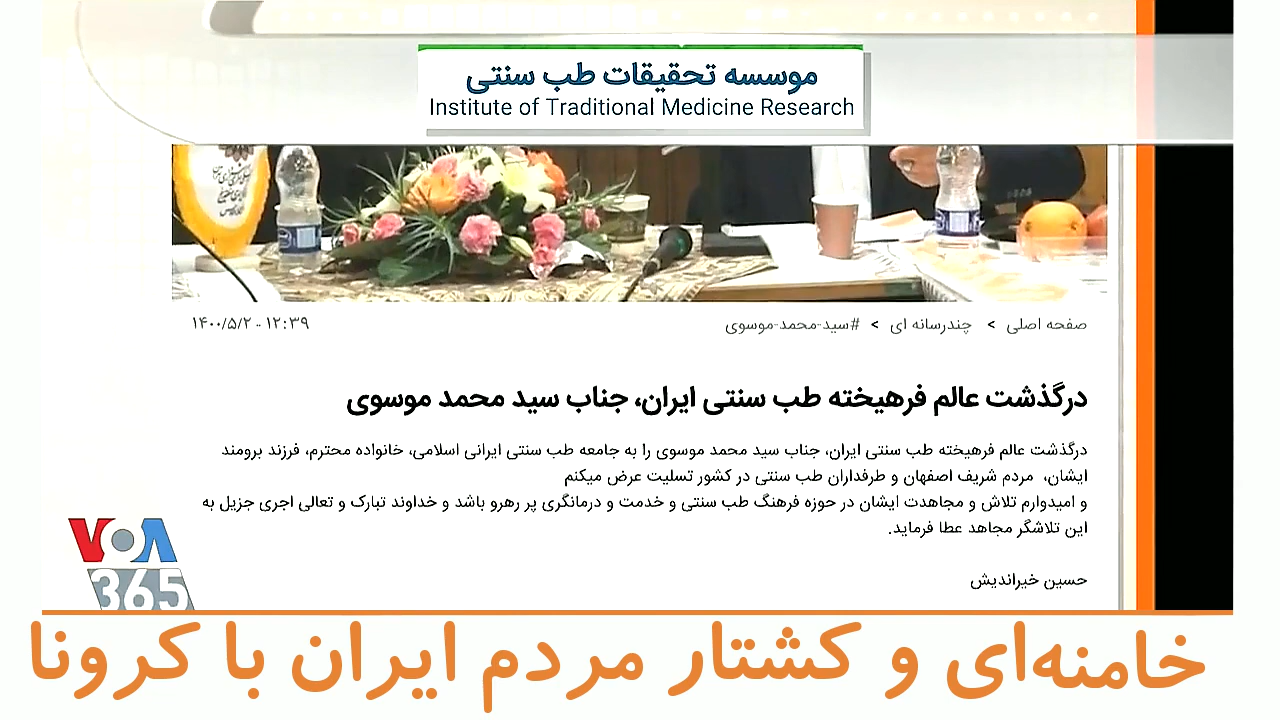 موسسه تحقیقات طب سنتی
Institute of Traditional Medicine Research
صفحه اصلی > چندرسانه ای > #سید-محمد-موسوی
۱۲:۳۹ - ۱۴۰۰/۵/۲
درگذشت عالم فرهیخته طب سنتی ایران، جناب سید محمد موسوی
درگذشت عالم فرهیخته طب سنتی ایران، جناب سید محمد موسوی را به جامعه طب سنتی ایرانی اسلامی، خانواده محترم، فرزند برومند
ایشان، مردم شریف اصفهان و طرفداران طب سنتی در کشور تسلیت عرض میکنم
و امیدوارم تلاش و مجاهدت ایشان در حوزه فرهنگ طب سنتی و خدمت و درمانگری پر رهرو باشد و خداوند تبارک و تعالی اجری جزیل به
این تلاشگر مجاهد عطا فرماید.
حسین خیراندیش
VOA
365
خامنه‌ای و کشتار مردم ایران با کرونا